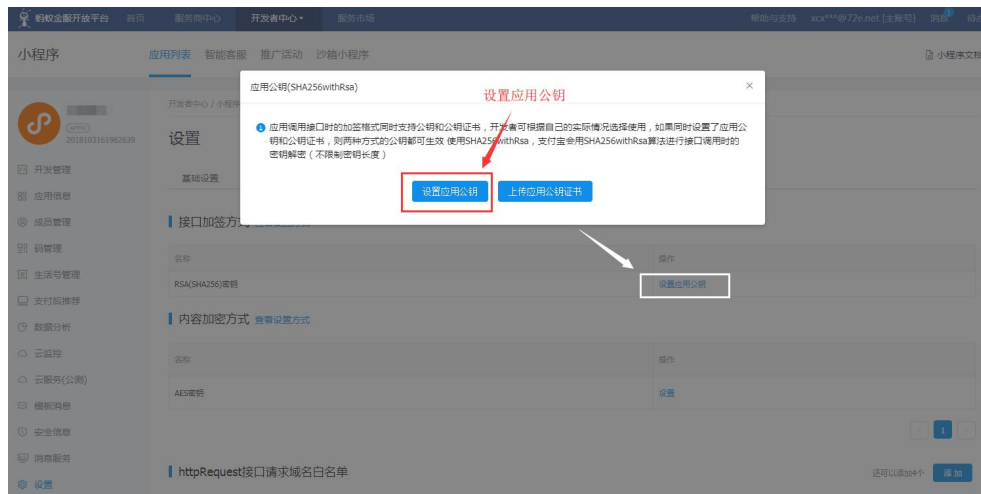 蚂蚁金服开放平台 首页 服务商中心 开发者中心 服务市场 帮助与支持 xcx***@72e.net [主账号] 消息
小程序 应用列表 智能客服 推广活动 沙箱小程序 小程序文档
应用公钥(SHA256withRsa) ×
设置应用公钥
开发者中心 / 小程序
应用调用接口时的加签格式同时支持公钥和公钥证书，开发者可根据自己的实际情况选择使用，如果同时设置了应用公
钥和公钥证书，则两种方式的公钥都可生效 使用SHA256withRsa，支付宝会用SHA256withRsa算法进行接口调用时的
密钥解密（不限制密钥长度）
2018103161982639
设置
设置应用公钥 上传应用公钥证书
基础设置
开发管理
应用信息
成员管理
码管理
生活号管理
支付后推荐
数据分析
云监控
云服务(公测)
模板消息
安全信息
消息服务
设置
接口加签方式
名称 操作
RSA(SHA256)密钥 设置应用公钥
内容加密方式 查看设置方式
名称 操作
AES密钥 设置
1
httpRequest接口请求域名白名单 还可以添加4个 添 加